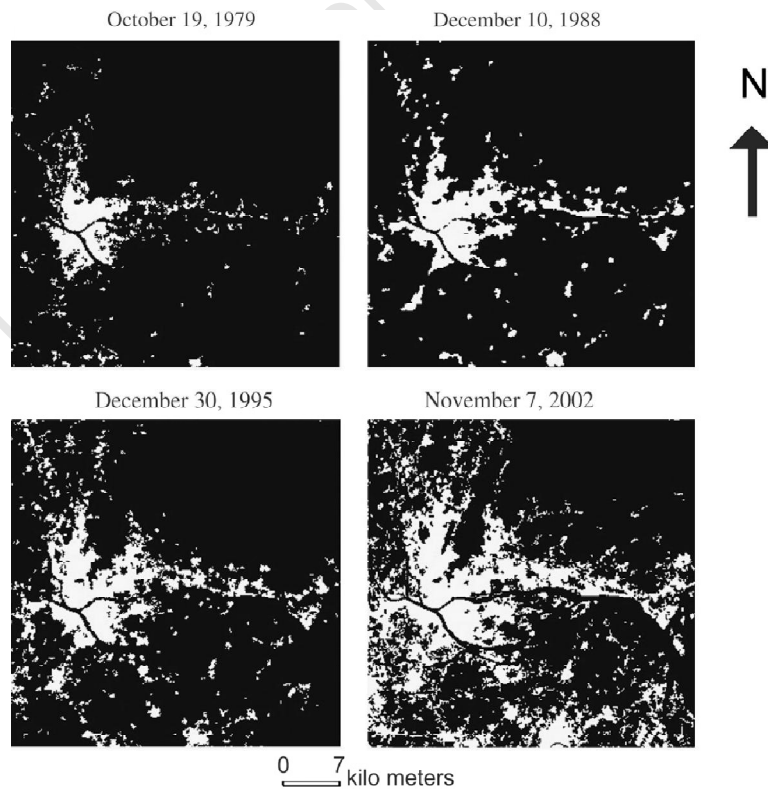 October 19, 1979
December 10, 1988
N
December 30, 1995
November 7, 2002
0 7
kilo meters